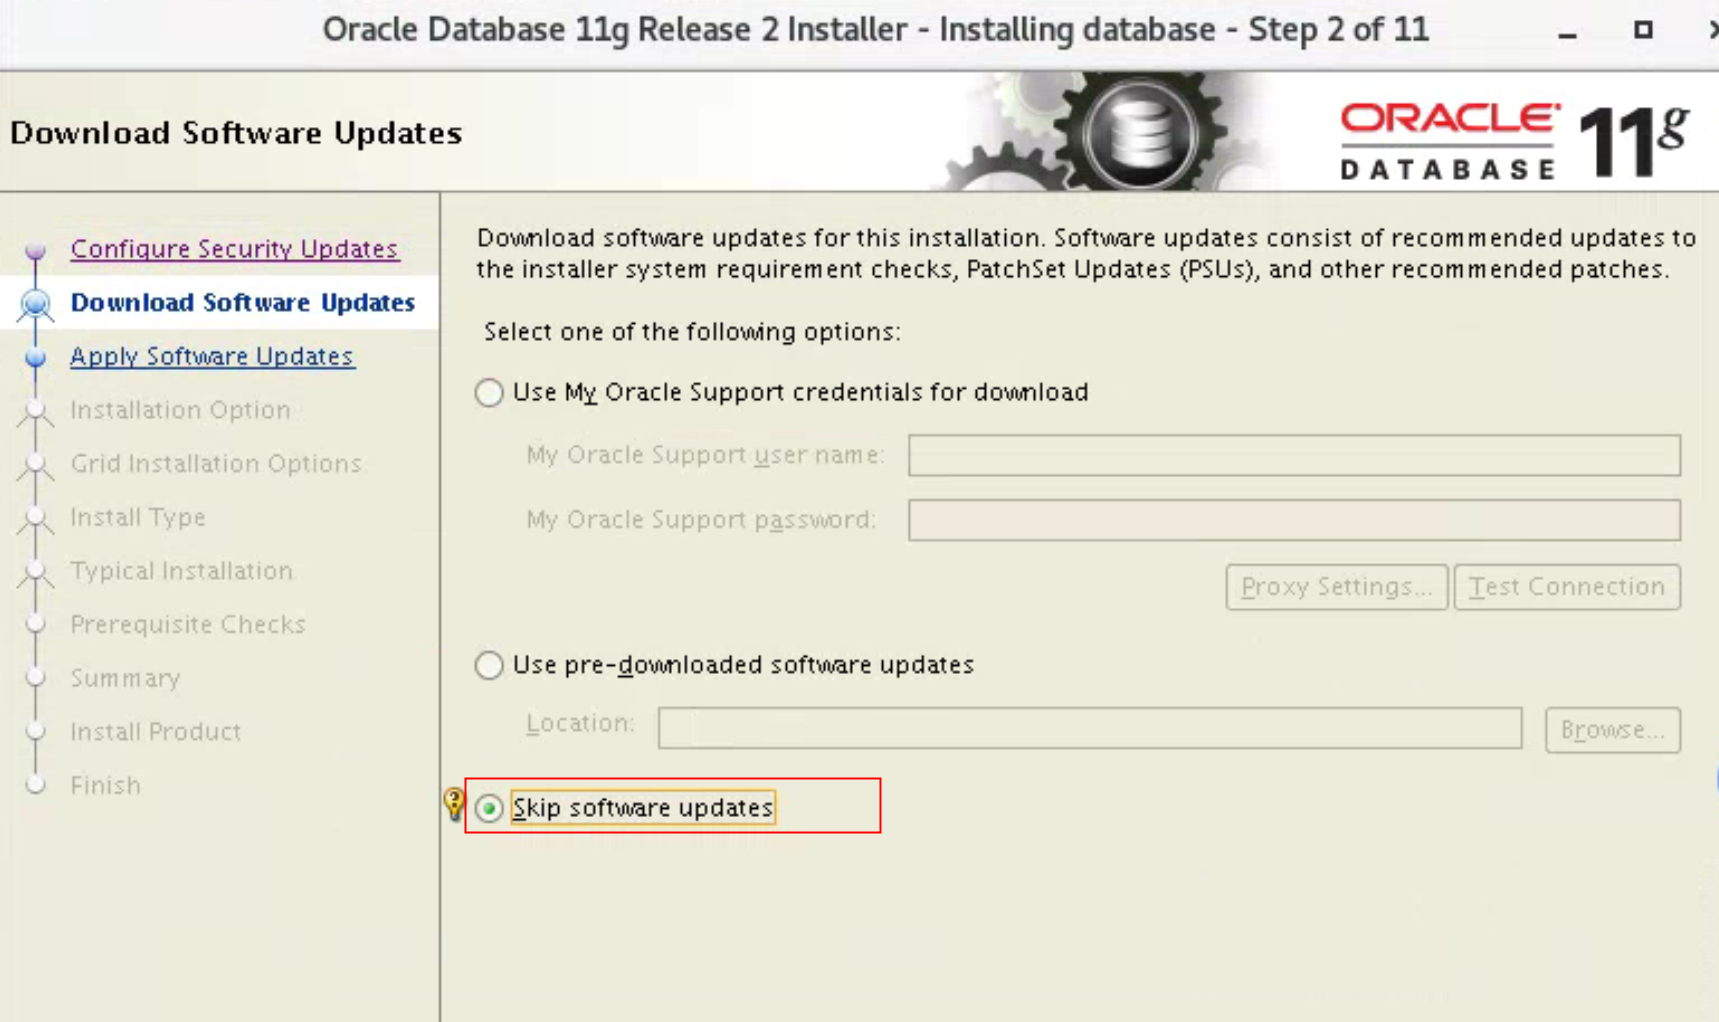 Oracle Database 11g Release 2 Installer - Installing database - Step 2 of 11
Download Software Updates
ORACLE
DATABASE
11g
Configure Security Updates
Download Software Updates
Apply Software Updates
Installation Option
Grid Installation Options
Install Type
Typical Installation
Prerequisite Checks
Summary
Install Product
Finish
Download software updates for this installation. Software updates consist of recommended updates to
the installer system requirement checks, PatchSet Updates (PSUs), and other recommended patches.
Select one of the following options:
Use My Oracle Support credentials for download
My Oracle Support user name:
My Oracle Support password:
Proxy Settings...
Test Connection
Use pre-downloaded software updates
Location:
Browse...
Skip software updates